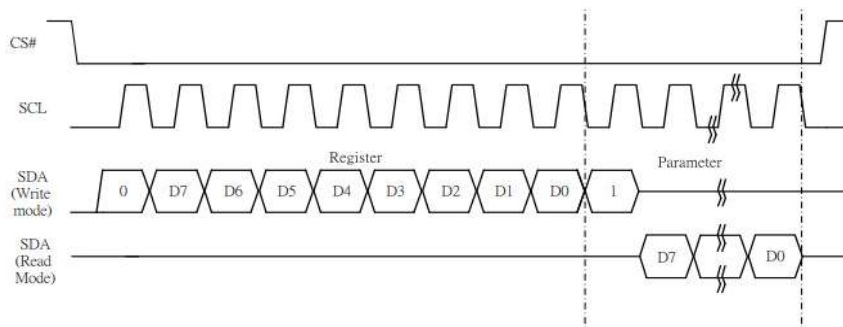 CS#
SCL
Register
Parameter
SDA
(Write
mode)
0 D7 D6 D5 D4 D3 D2 D1 D0 1
SDA
(Read
Mode)
D7 D0